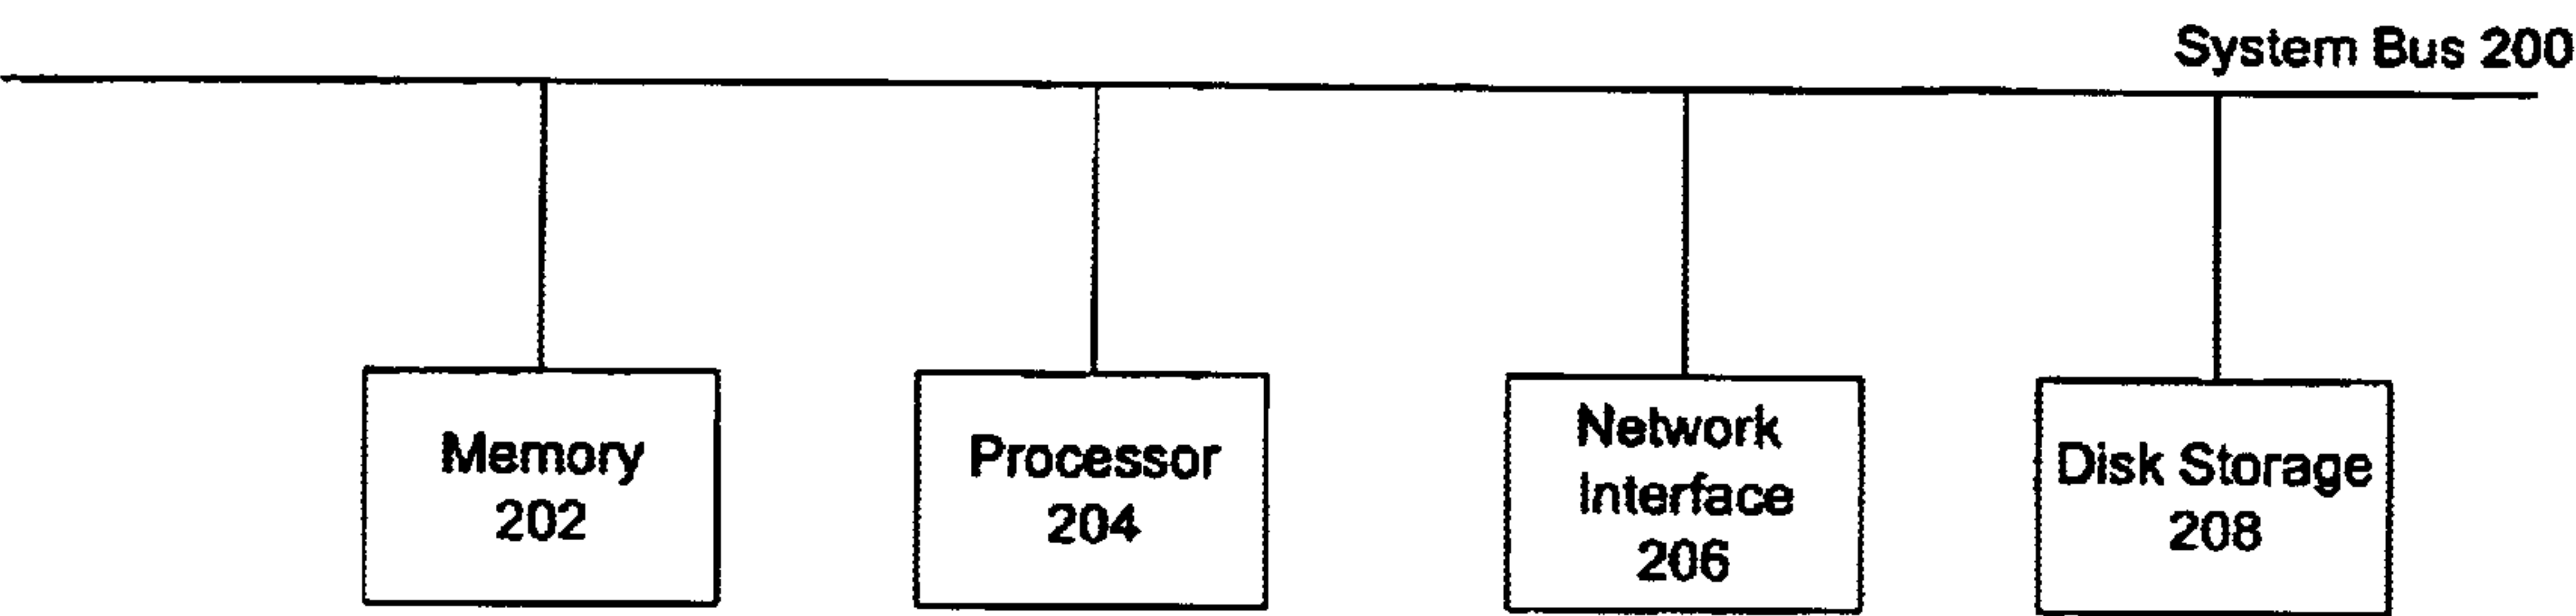 System Bus 200
Memory
202
Processor
204
Network
Interface
206
Disk Storage
208